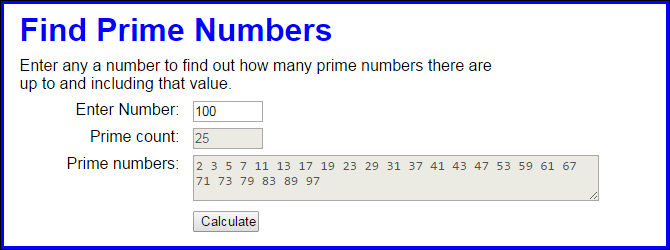 Find Prime Numbers
Enter any a number to find out how many prime numbers there are
up to and including that value.
Enter Number: 100
Prime count: 25
Prime numbers: 2 3 5 7 11 13 17 19 23 29 31 37 41 43 47 53 59 61 67
71 73 79 83 89 97
Calculate